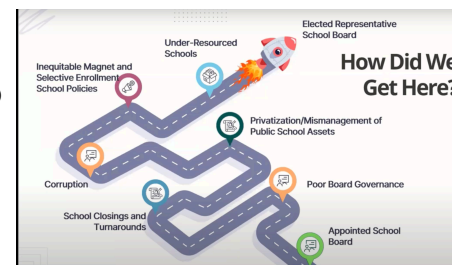 Elected Representative
School Board
Under-Resourced
Schools
How Did We
Get Here?
Inequitable Magnet and
Selective Enrollment
School Policies
Privatization/Mismanagement of
Public School Assets
Corruption
Poor Board Governance
School Closings and
Turnarounds
Appointed School
Board